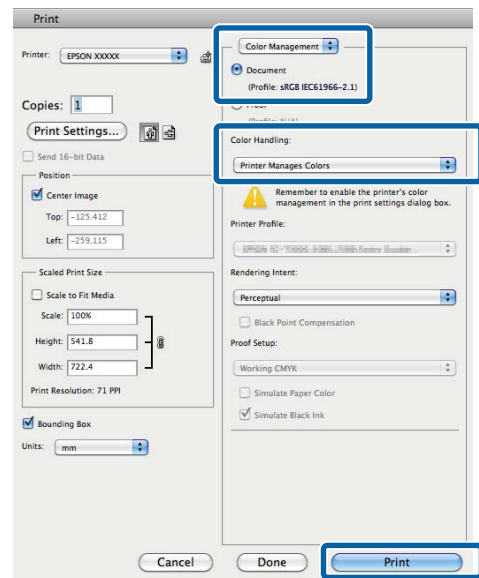 Print
Printer: EPSON XXXXX
Copies: 1
Print Settings...
Send 16-bit Data
Position
Center Image
Top: -125.412
Left: -259.115
Scaled Print Size
Scale to Fit Media
Scale: 100%
Height: 541.8
Width: 722.4
Print Resolution: 71 PPI
Bounding Box
Units: mm
Color Management
Document
(Profile: sRGB IEC61966-2.1)
Color Handling:
Printer Manages Colors
Remember to enable the printer's color
management in the print settings dialog box.
Printer Profile:
Rendering Intent:
Perceptual
Black Point Compensation
Proof Setup:
Working CMYK
Simulate Paper Color
Simulate Black Ink
Cancel
Done
Print